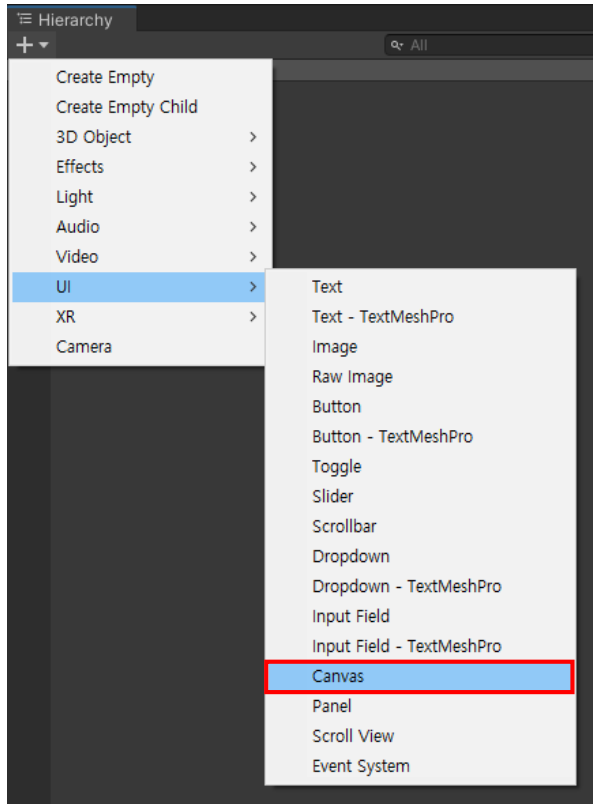 Hierarchy
All
Create Empty
Create Empty Child
3D Object
Effects
Light
Audio
Video
UI
XR
Camera
Text
Text - TextMeshPro
Image
Raw Image
Button
Button - TextMeshPro
Toggle
Slider
Scrollbar
Dropdown
Dropdown - TextMeshPro
Input Field
Input Field - TextMeshPro
Canvas
Panel
Scroll View
Event System